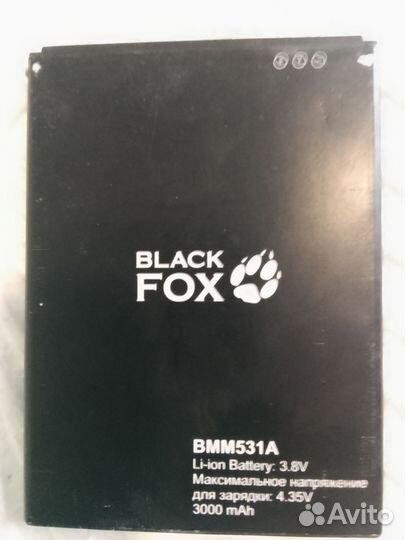 BLACK
FOX
BMM531A
Li-ion Battery: 3.8V
Максимальное напряжение
для зарядки: 4.35V
3000 mAh
Avito